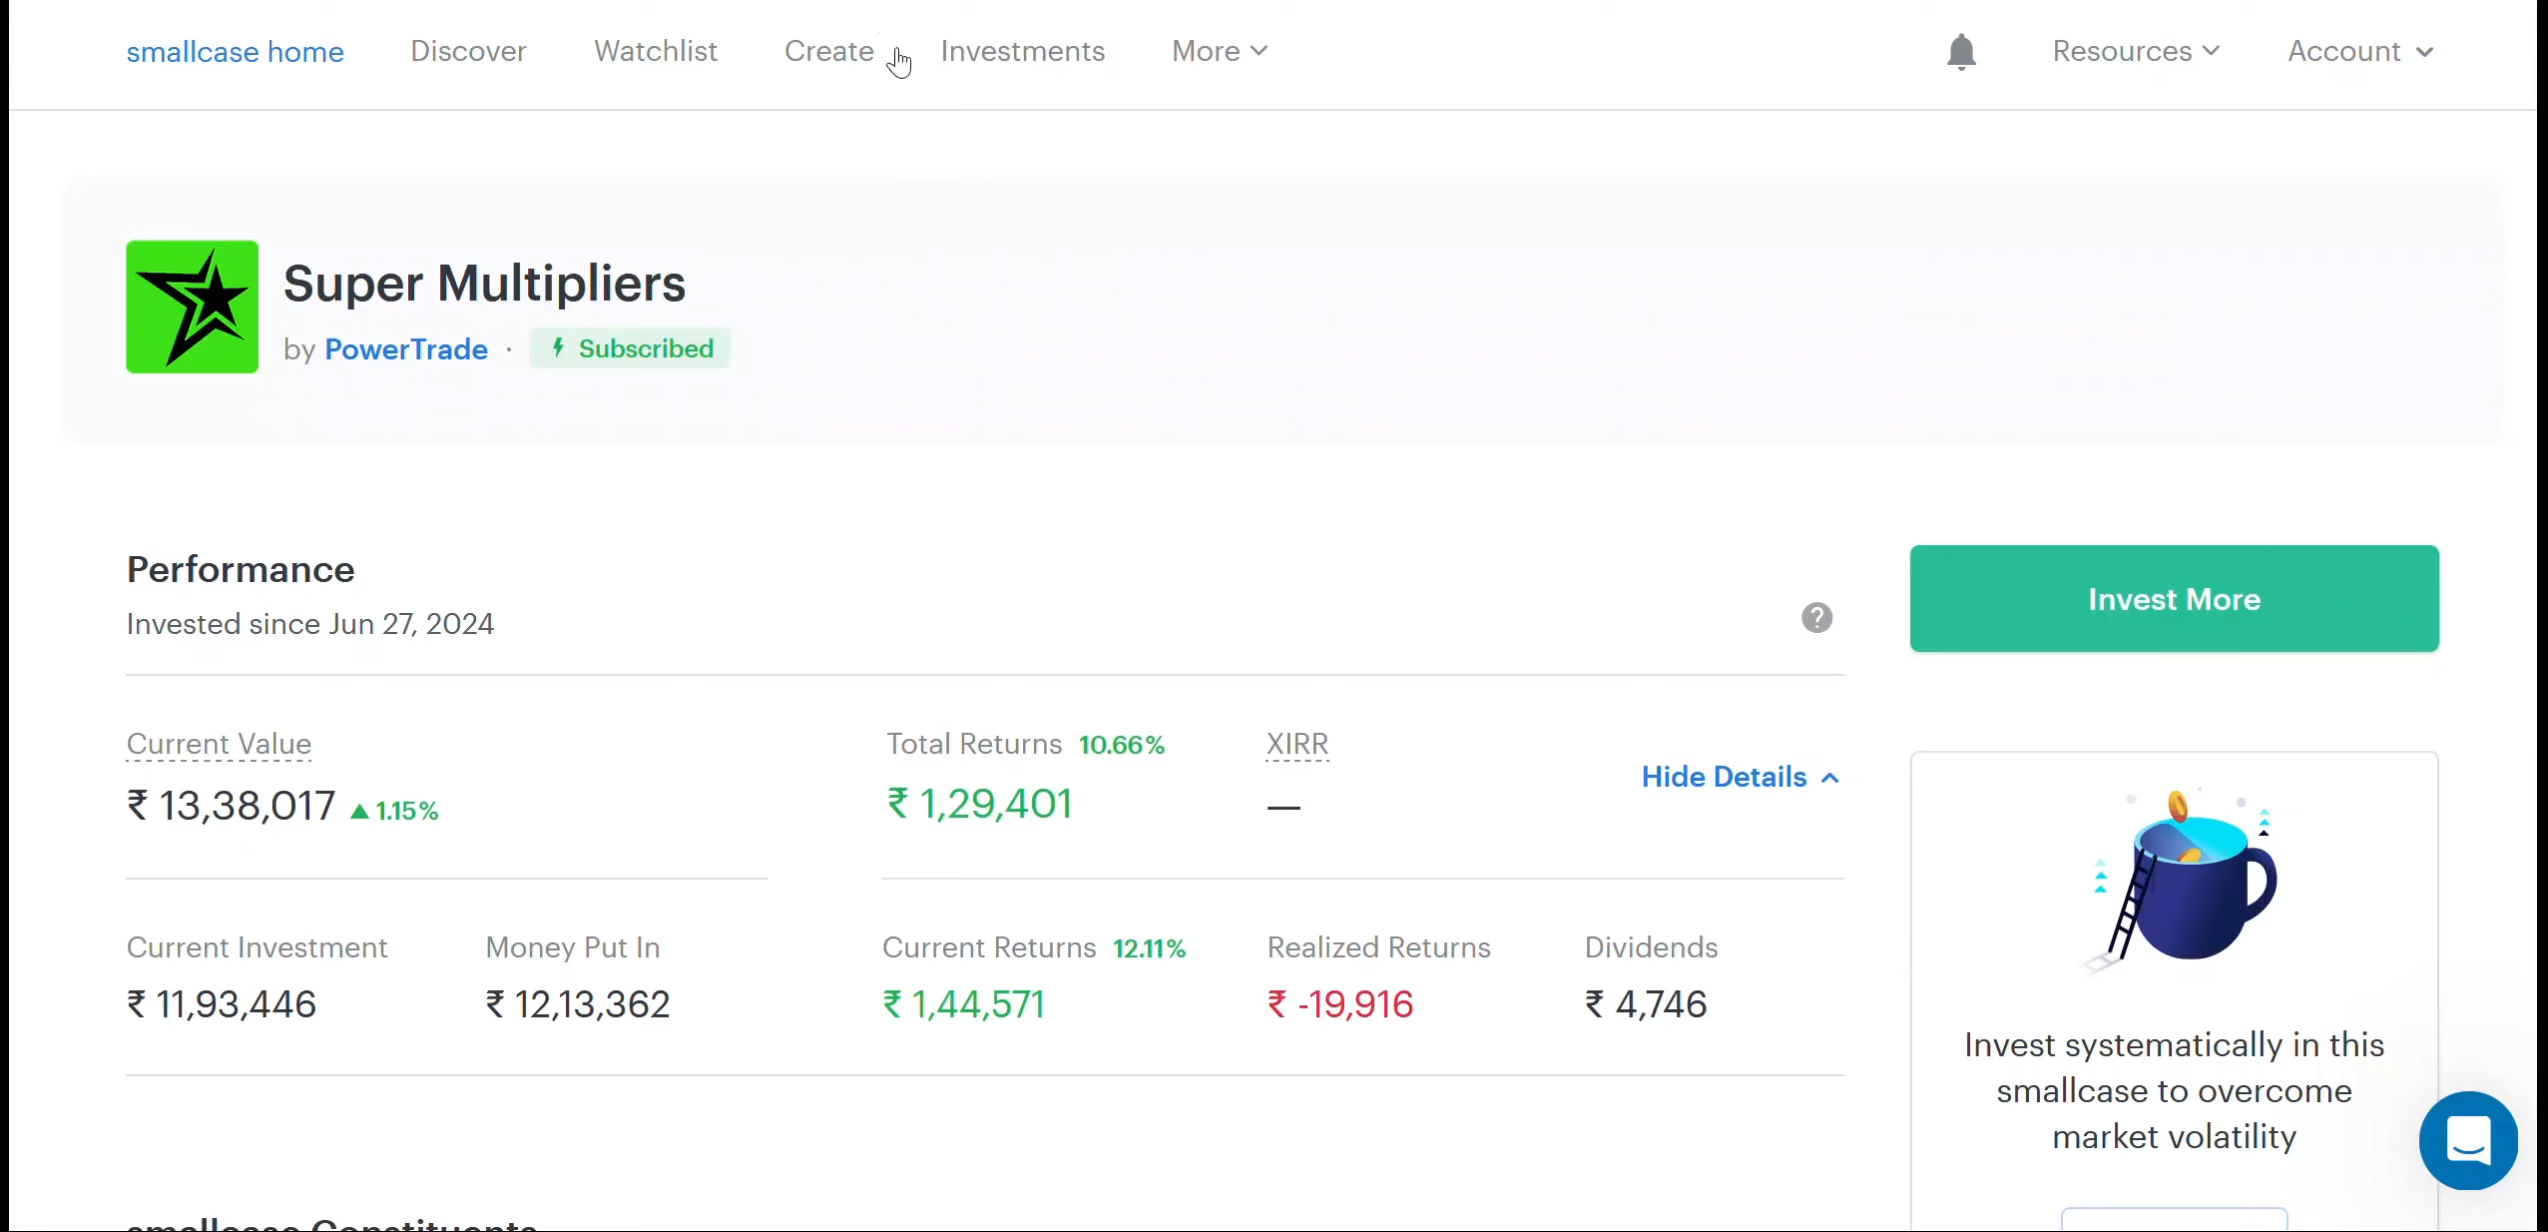 smallcase home Discover Watchlist Create Investments More Resources Account
Super Multipliers
by PowerTrade · Subscribed
Performance
Invested since Jun 27, 2024
?
Invest More
Current Value
₹ 13,38,017 ▲ 1.15%
Total Returns 10.66%
₹ 1,29,401
XIRR
—
Hide Details
Current Investment
₹ 11,93,446
Money Put In
₹ 12,13,362
Current Returns 12.11%
₹ 1,44,571
Realized Returns
₹ -19,916
Dividends
₹ 4,746
Invest systematically in this
smallcase to overcome
market volatility
smallcase Constituents